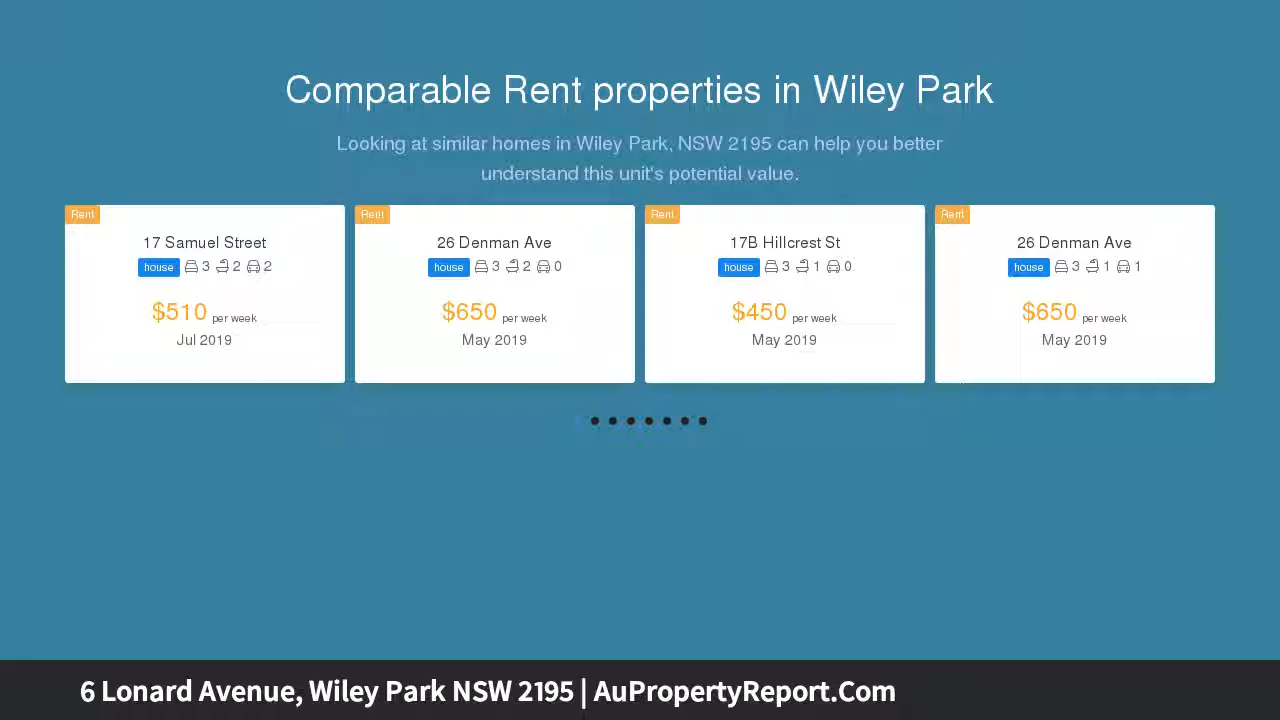 Comparable Rent properties in Wiley Park
Looking at similar homes in Wiley Park, NSW 2195 can help you better
understand this unit's potential value.
Rent
17 Samuel Street
house 3 2 2
$510 per week
Jul 2019
Rent
26 Denman Ave
house 3 2 0
$650 per week
May 2019
Rent
17B Hillcrest St
house 3 1 0
$450 per week
May 2019
Rent
26 Denman Ave
house 3 1 1
$650 per week
May 2019
6 Lonard Avenue, Wiley Park NSW 2195 | AuPropertyReport.Com